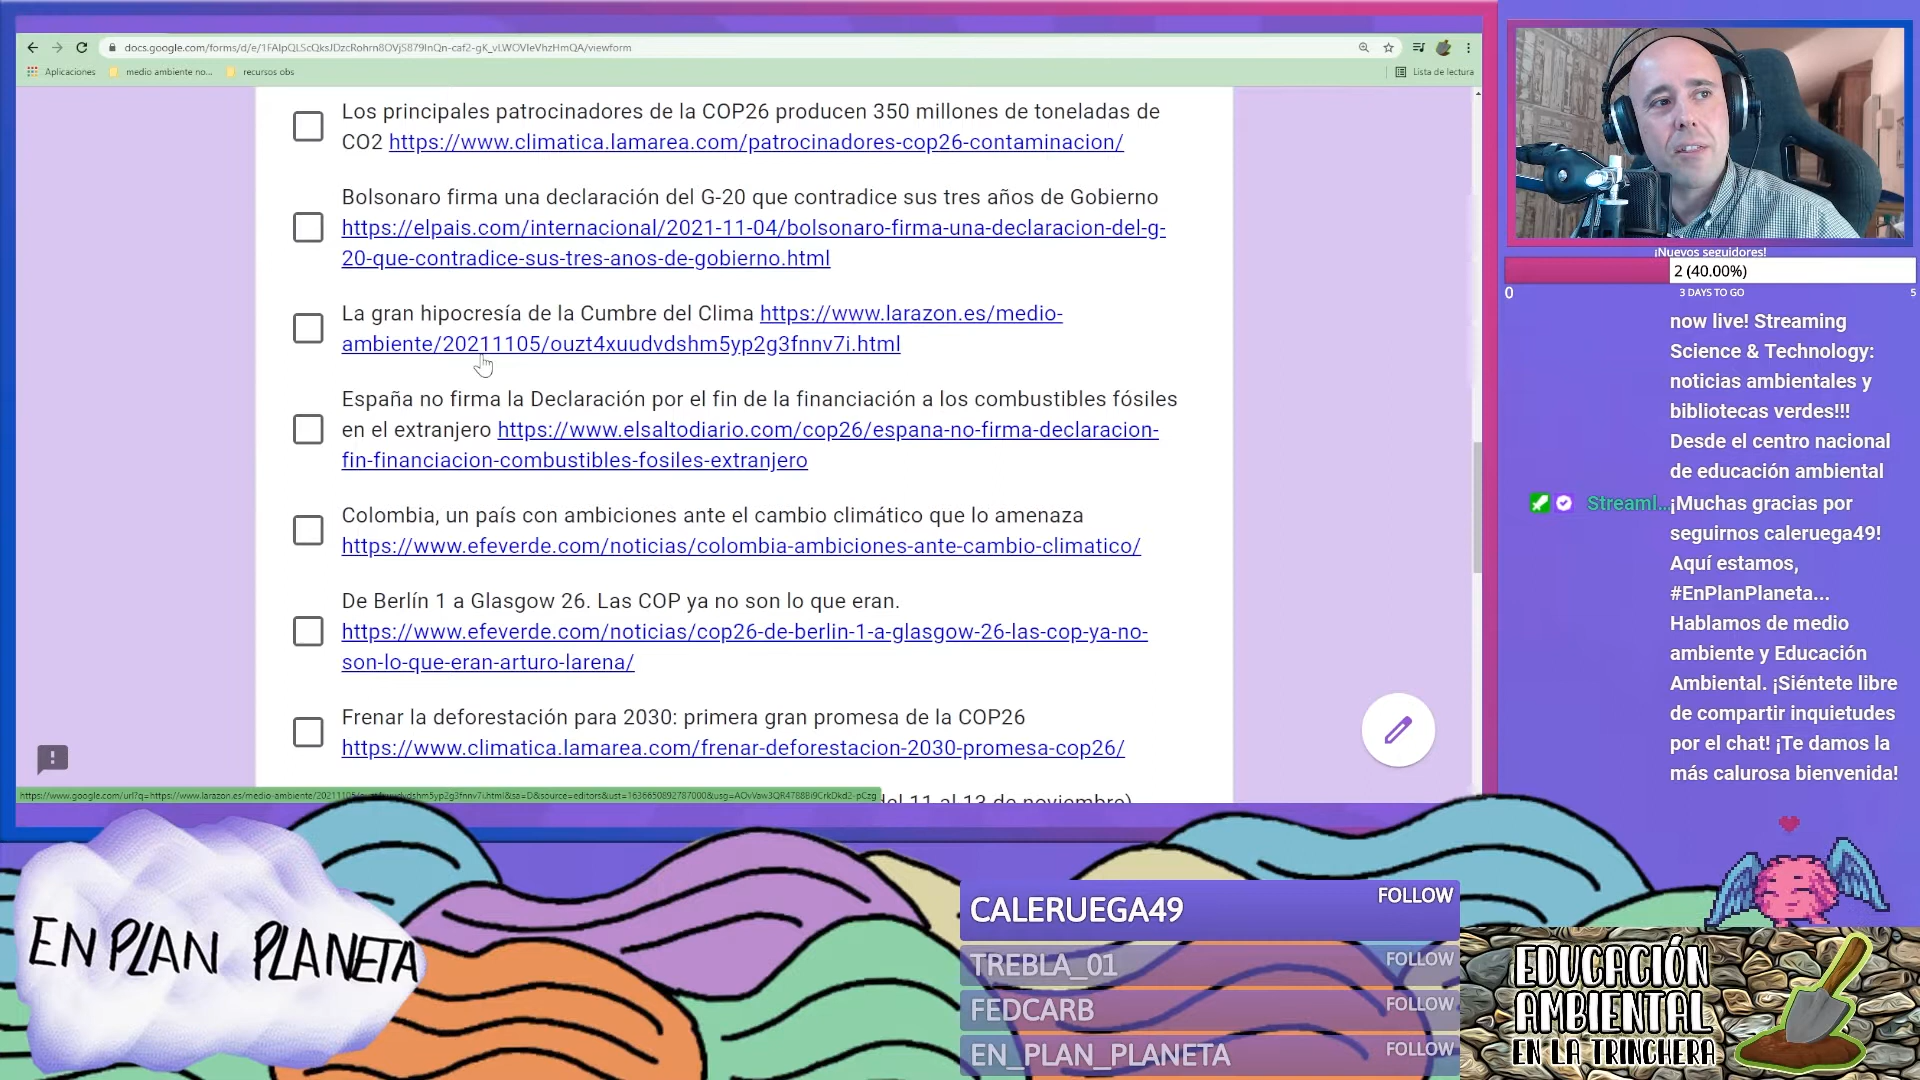 docs.google.com/forms/d/e/1FAIpQLScQksJDzcRohrn8OVjS879InQn-caf2-gK_vLWOVIeVhzHmQA/viewform
Aplicaciones
medio ambiente no...
recursos obs
Lista de lectura
Los principales patrocinadores de la COP26 producen 350 millones de toneladas de
CO2 https://www.climatica.lamarea.com/patrocinadores-cop26-contaminacion/
Bolsonaro firma una declaración del G-20 que contradice sus tres años de Gobierno
https://elpais.com/internacional/2021-11-04/bolsonaro-firma-una-declaracion-del-g-
20-que-contradice-sus-tres-anos-de-gobierno.html
La gran hipocresía de la Cumbre del Clima https://www.larazon.es/medio-
ambiente/20211105/ouzt4xuudvdshm5yp2g3fnnv7i.html
España no firma la Declaración por el fin de la financiación a los combustibles fósiles
en el extranjero https://www.elsaltodiario.com/cop26/espana-no-firma-declaracion-
fin-financiacion-combustibles-fosiles-extranjero
Colombia, un país con ambiciones ante el cambio climático que lo amenaza
https://www.efeverde.com/noticias/colombia-ambiciones-ante-cambio-climatico/
De Berlín 1 a Glasgow 26. Las COP ya no son lo que eran.
https://www.efeverde.com/noticias/cop26-de-berlin-1-a-glasgow-26-las-cop-ya-no-
son-lo-que-eran-arturo-larena/
Frenar la deforestación para 2030: primera gran promesa de la COP26
https://www.climatica.lamarea.com/frenar-deforestacion-2030-promesa-cop26/
del 11 al 13 de noviembre)
¡Nuevos seguidores!
2 (40.00%)
0
3 DAYS TO GO
5
now live! Streaming
Science & Technology:
noticias ambientales y
bibliotecas verdes!!!
Desde el centro nacional
de educación ambiental
Streaml... ¡Muchas gracias por
seguirnos caleruega49!
Aquí estamos,
#EnPlanPlaneta...
Hablamos de medio
ambiente y Educación
Ambiental. ¡Siéntete libre
de compartir inquietudes
por el chat! ¡Te damos la
más calurosa bienvenida!
EN PLAN PLANETA
CALERUEGA49 FOLLOW
TREBLA_01 FOLLOW
FEDCARB FOLLOW
EN_PLAN_PLANETA FOLLOW
EDUCACIÓN
AMBIENTAL
EN LA TRINCHERA